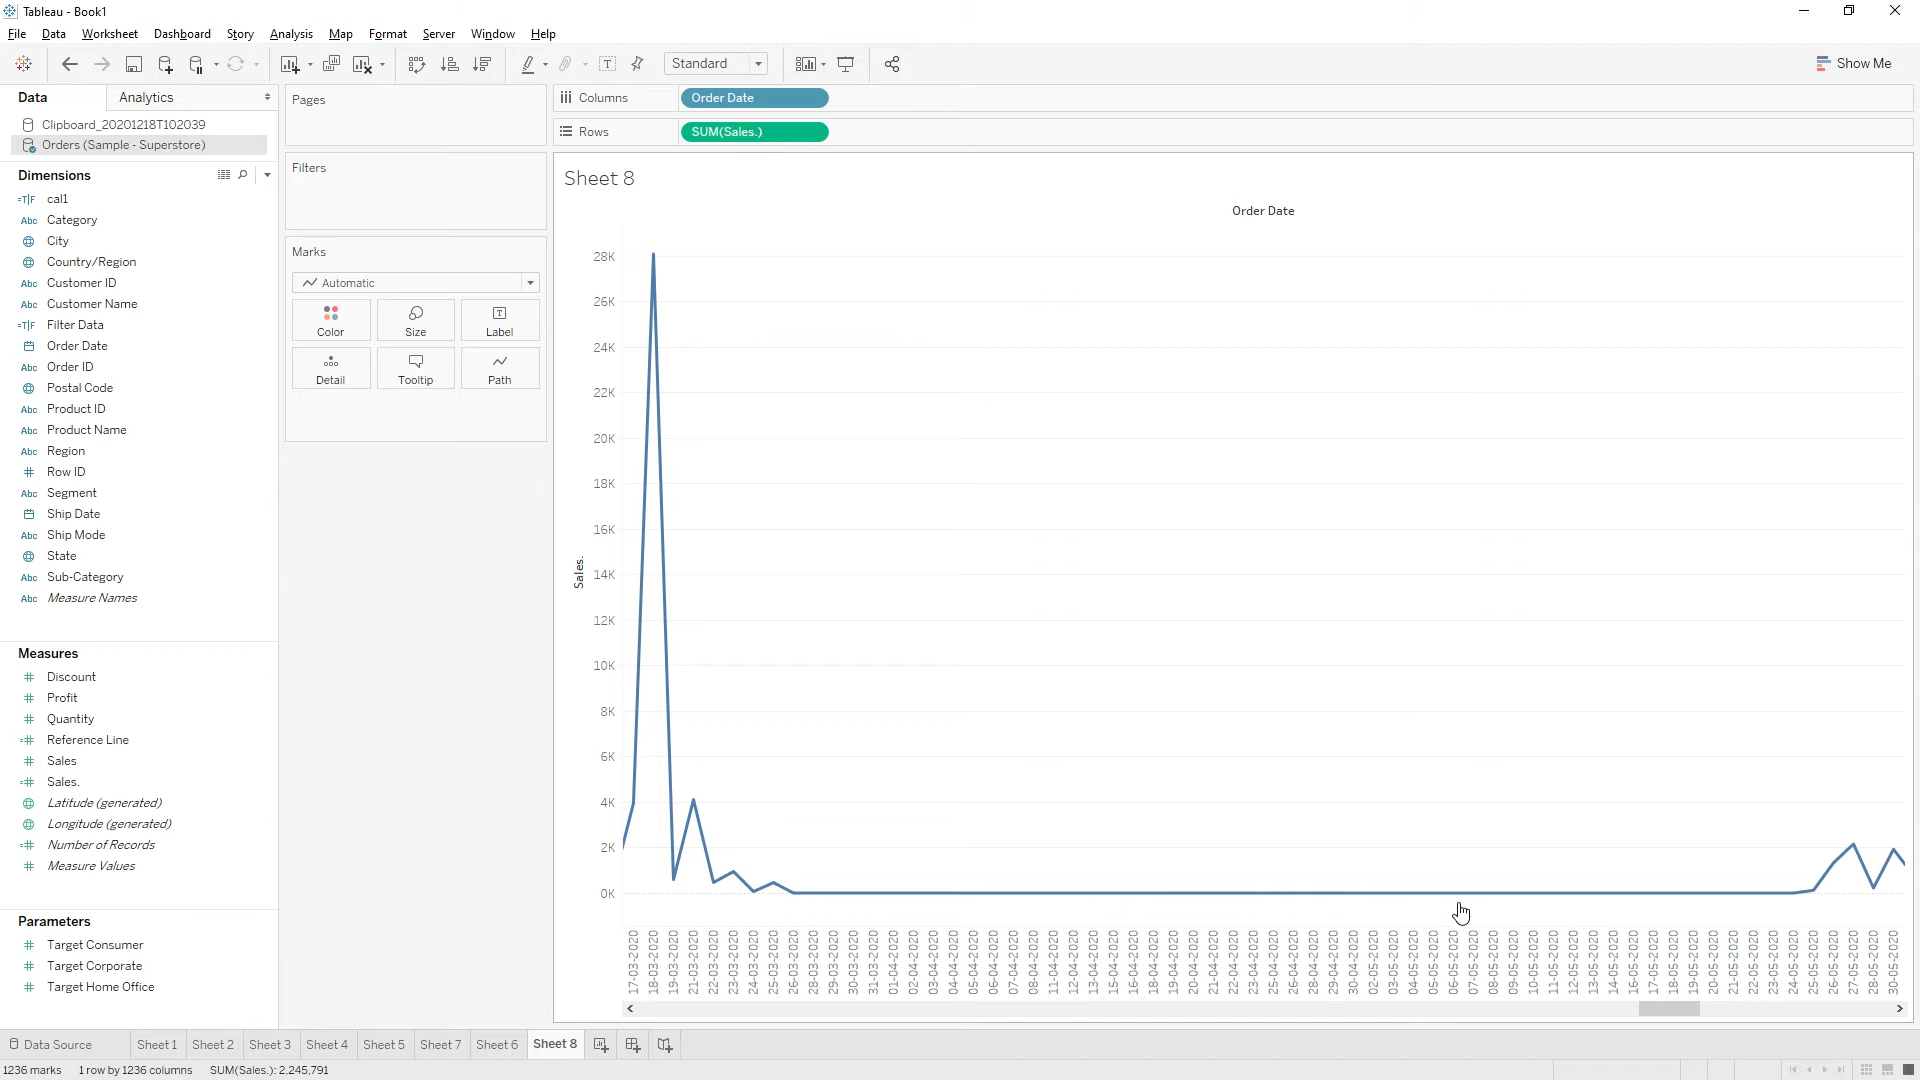 Tableau - Book1
File Data Worksheet Dashboard Story Analysis Map Format Server Window Help
Standard
Show Me
Data Analytics
Clipboard_20201218T102039
Orders (Sample - Superstore)
Dimensions
=T|F cal1
Abc Category
City
Country/Region
Abc Customer ID
Abc Customer Name
=T|F Filter Data
Order Date
Abc Order ID
Postal Code
Abc Product ID
Abc Product Name
Abc Region
# Row ID
Abc Segment
Ship Date
Abc Ship Mode
State
Abc Sub-Category
Abc Measure Names
Measures
# Discount
# Profit
# Quantity
=# Reference Line
# Sales
=# Sales.
Latitude (generated)
Longitude (generated)
=# Number of Records
# Measure Values
Parameters
# Target Consumer
# Target Corporate
# Target Home Office
Pages
Filters
Marks
Automatic
Color Size Label
Detail Tooltip Path
Columns Order Date
Rows SUM(Sales.)
Sheet 8
Order Date
28K
26K
24K
22K
20K
18K
16K
14K
12K
10K
8K
6K
4K
2K
0K
Sales.
17-03-2020
18-03-2020
19-03-2020
21-03-2020
22-03-2020
23-03-2020
24-03-2020
25-03-2020
26-03-2020
28-03-2020
29-03-2020
30-03-2020
31-03-2020
01-04-2020
02-04-2020
03-04-2020
04-04-2020
05-04-2020
06-04-2020
07-04-2020
08-04-2020
11-04-2020
12-04-2020
13-04-2020
14-04-2020
15-04-2020
17-04-2020
18-04-2020
19-04-2020
21-04-2020
22-04-2020
23-04-2020
25-04-2020
26-04-2020
28-04-2020
29-04-2020
30-04-2020
02-05-2020
03-05-2020
04-05-2020
05-05-2020
06-05-2020
07-05-2020
08-05-2020
09-05-2020
10-05-2020
11-05-2020
12-05-2020
13-05-2020
14-05-2020
16-05-2020
17-05-2020
18-05-2020
19-05-2020
20-05-2020
21-05-2020
22-05-2020
23-05-2020
24-05-2020
25-05-2020
26-05-2020
27-05-2020
28-05-2020
30-05-2020
Data Source Sheet 1 Sheet 2 Sheet 3 Sheet 4 Sheet 5 Sheet 7 Sheet 6 Sheet 8
1236 marks 1 row by 1236 columns SUM(Sales.): 2,245,791